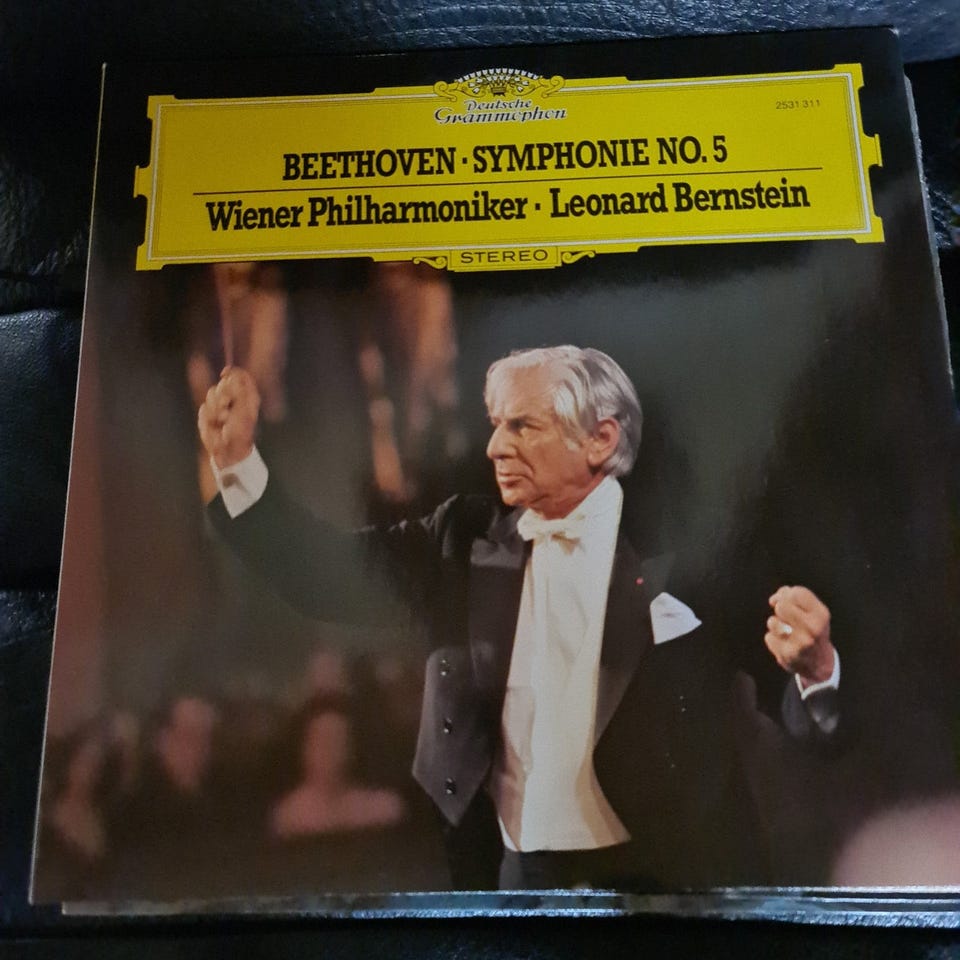 Deutsche
Grammophon
2531 311
BEETHOVEN · SYMPHONIE NO. 5
Wiener Philharmoniker · Leonard Bernstein
STEREO